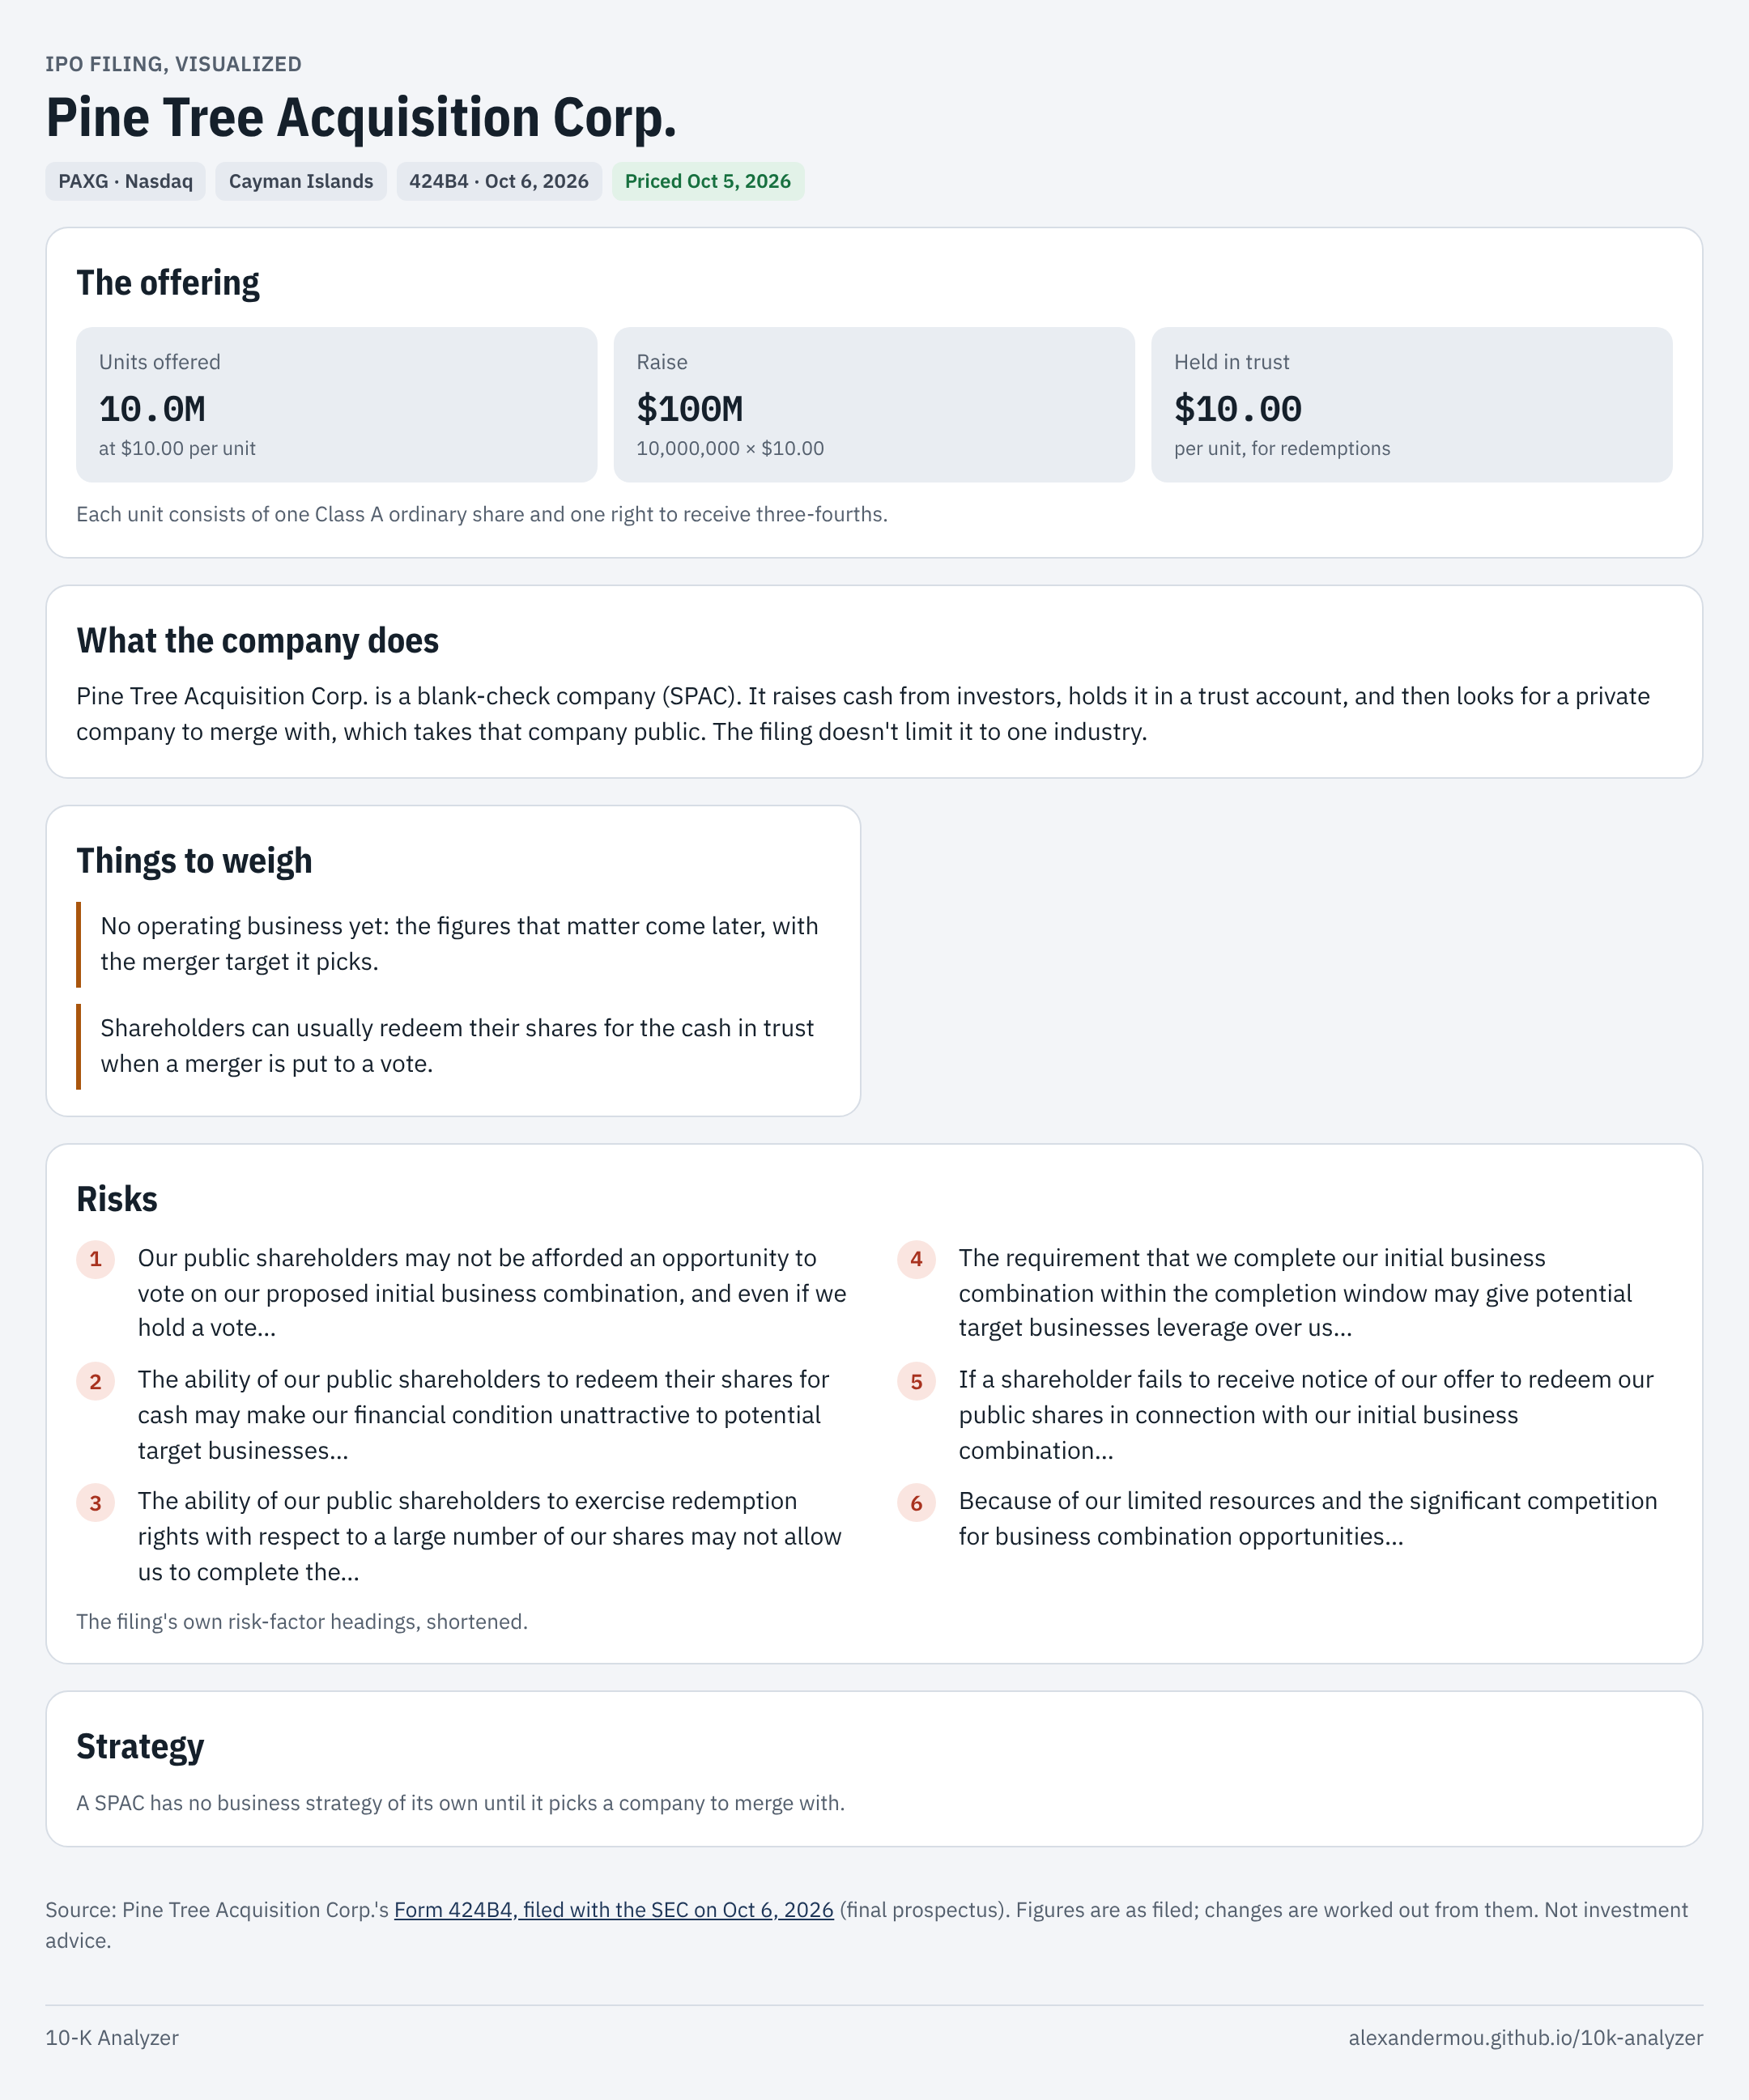 IPO FILING, VISUALIZED
Pine Tree Acquisition Corp.
PAXG · Nasdaq
Cayman Islands
424B4 · Oct 6, 2026
Priced Oct 5, 2026
The offering
Units offered
10.0M
at $10.00 per unit
Raise
$100M
10,000,000 × $10.00
Held in trust
$10.00
per unit, for redemptions
Each unit consists of one Class A ordinary share and one right to receive three-fourths.
What the company does
Pine Tree Acquisition Corp. is a blank-check company (SPAC). It raises cash from investors, holds it in a trust account, and then looks for a private
company to merge with, which takes that company public. The filing doesn't limit it to one industry.
Things to weigh
No operating business yet: the figures that matter come later, with
the merger target it picks.
Shareholders can usually redeem their shares for the cash in trust
when a merger is put to a vote.
Risks
1
Our public shareholders may not be afforded an opportunity to
vote on our proposed initial business combination, and even if we
hold a vote…
2
The ability of our public shareholders to redeem their shares for
cash may make our financial condition unattractive to potential
target businesses…
3
The ability of our public shareholders to exercise redemption
rights with respect to a large number of our shares may not allow
us to complete the…
4
The requirement that we complete our initial business
combination within the completion window may give potential
target businesses leverage over us…
5
If a shareholder fails to receive notice of our offer to redeem our
public shares in connection with our initial business
combination…
6
Because of our limited resources and the significant competition
for business combination opportunities…
The filing's own risk-factor headings, shortened.
Strategy
A SPAC has no business strategy of its own until it picks a company to merge with.
Source: Pine Tree Acquisition Corp.'s Form 424B4, filed with the SEC on Oct 6, 2026 (final prospectus). Figures are as filed; changes are worked out from them. Not investment
advice.
10-K Analyzer
alexandermou.github.io/10k-analyzer